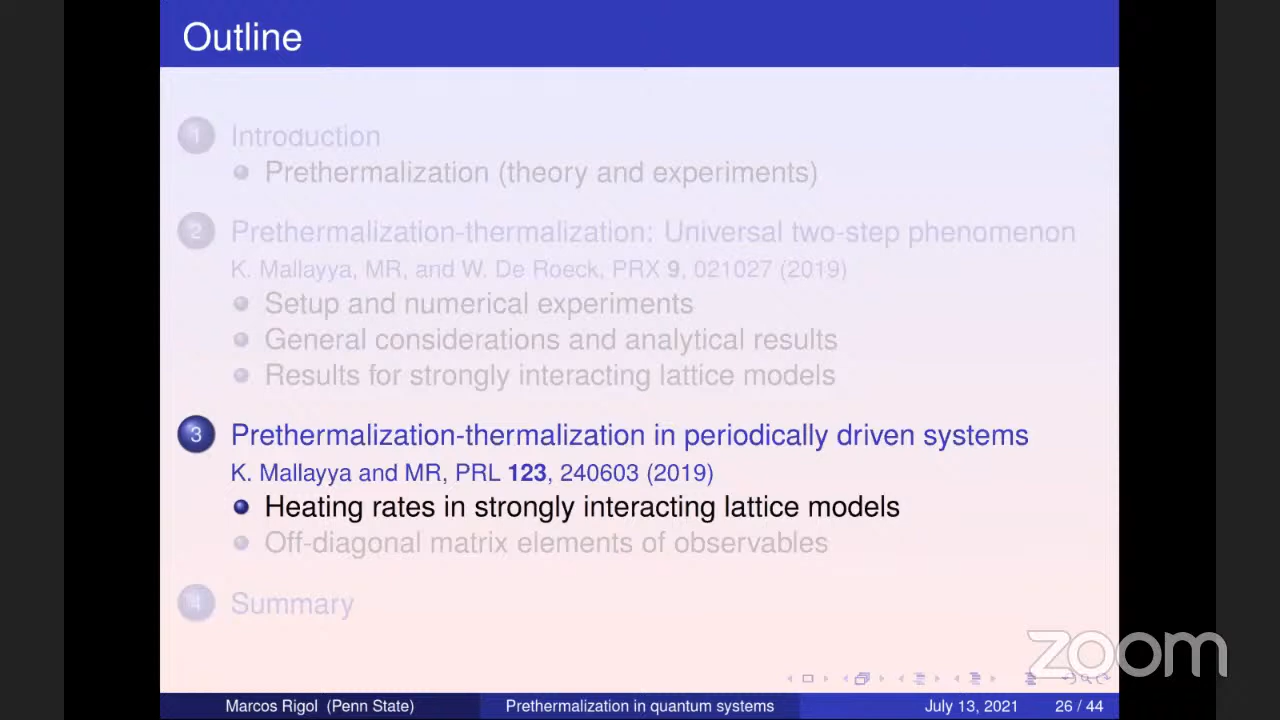 Outline
1 Introduction
Prethermalization (theory and experiments)
2 Prethermalization-thermalization: Universal two-step phenomenon
K. Mallayya, MR, and W. De Roeck, PRX 9, 021027 (2019)
Setup and numerical experiments
General considerations and analytical results
Results for strongly interacting lattice models
3 Prethermalization-thermalization in periodically driven systems
K. Mallayya and MR, PRL 123, 240603 (2019)
Heating rates in strongly interacting lattice models
Off-diagonal matrix elements of observables
4 Summary
zoom
Marcos Rigol (Penn State) Prethermalization in quantum systems July 13, 2021 26 / 44